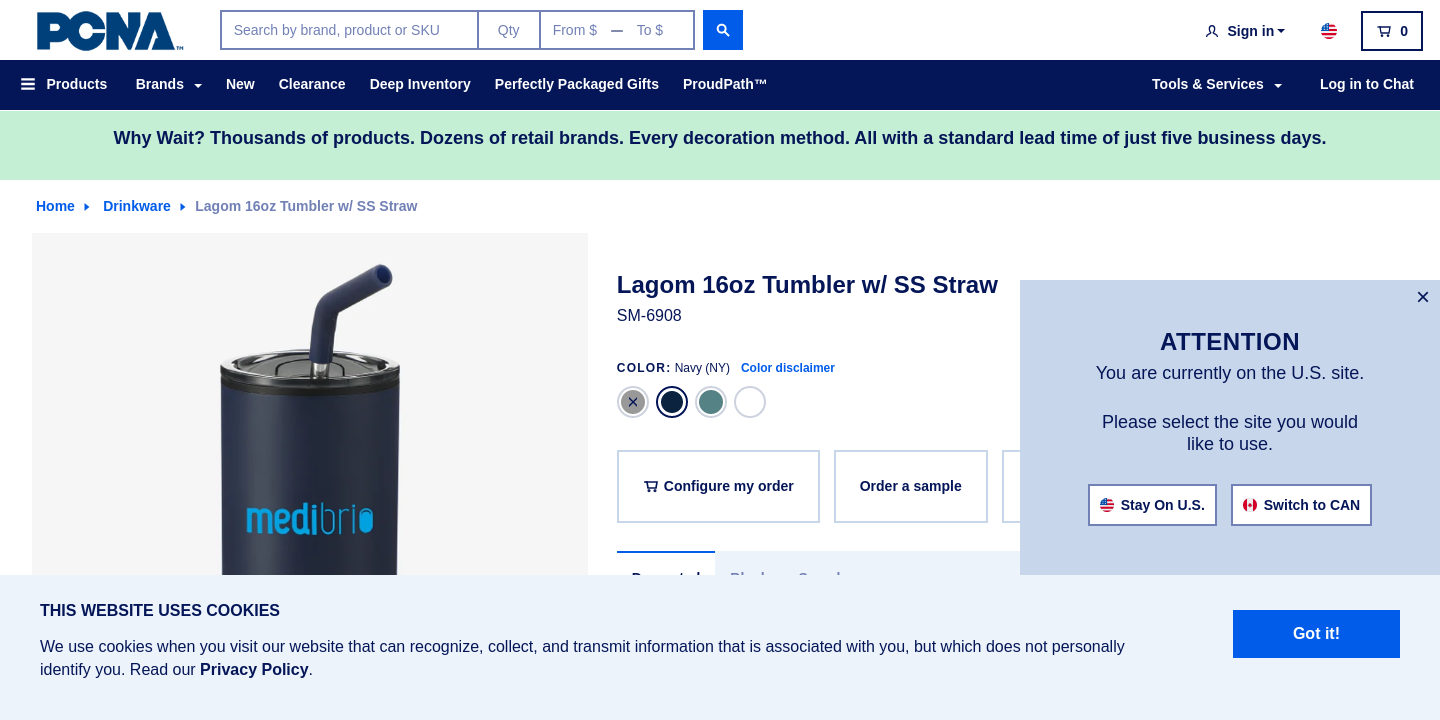 PCNA™
Search by brand, product or SKU
Qty
From $ — To $
Sign in
0
Products
Brands
New
Clearance
Deep Inventory
Perfectly Packaged Gifts
ProudPath™
Tools & Services
Log in to Chat
Why Wait? Thousands of products. Dozens of retail brands. Every decoration method. All with a standard lead time of just five business days.
Home
Drinkware
Lagom 16oz Tumbler w/ SS Straw
medibrio
Lagom 16oz Tumbler w/ SS Straw
SM-6908
COLOR: Navy (NY) Color disclaimer
Configure my order
Order a sample
×
ATTENTION
You are currently on the U.S. site.
Please select the site you would
like to use.
Stay On U.S.
Switch to CAN
THIS WEBSITE USES COOKIES
We use cookies when you visit our website that can recognize, collect, and transmit information that is associated with you, but which does not personally
identify you. Read our Privacy Policy.
Got it!